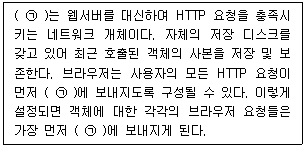 ( ㉠ )는 웹서버를 대신하여 HTTP 요청을 충족시
키는 네트워크 개체이다. 자체의 저장 디스크를
갖고 있어 최근 호출된 객체의 사본을 저장 및 보
존한다. 브라우저는 사용자의 모든 HTTP 요청이
먼저 ( ㉠ )에 보내지도록 구성될 수 있다. 이렇게
설정되면 객체에 대한 각각의 브라우저 요청들은
가장 먼저 ( ㉠ )에 보내지게 된다.